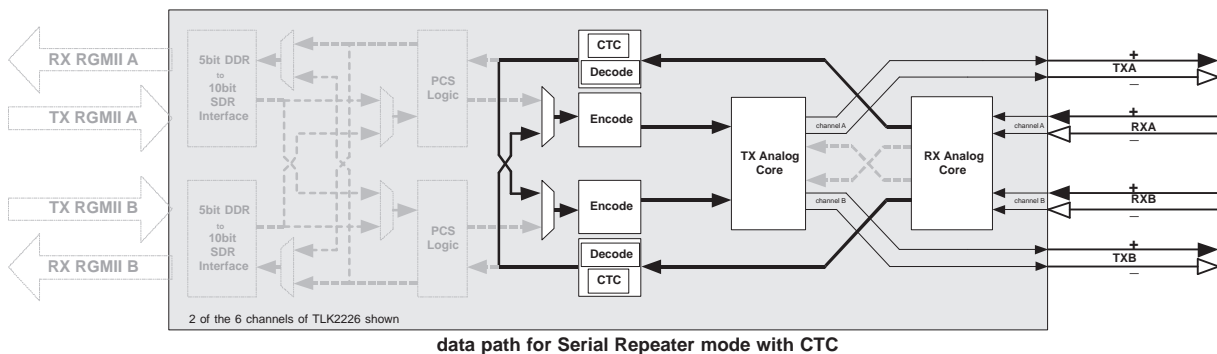 RX RGMII A
TX RGMII A
TX RGMII B
RX RGMII B
5bit DDR
to
10bit
SDR
Interface
5bit DDR
to
10bit
SDR
Interface
PCS
Logic
PCS
Logic
CTC
Decode
Encode
Encode
Decode
CTC
TX Analog
Core
channel A
channel B
RX Analog
Core
channel A
channel B
+
TXA
–
+
RXA
–
+
RXB
–
+
TXB
–
2 of the 6 channels of TLK2226 shown
data path for Serial Repeater mode with CTC